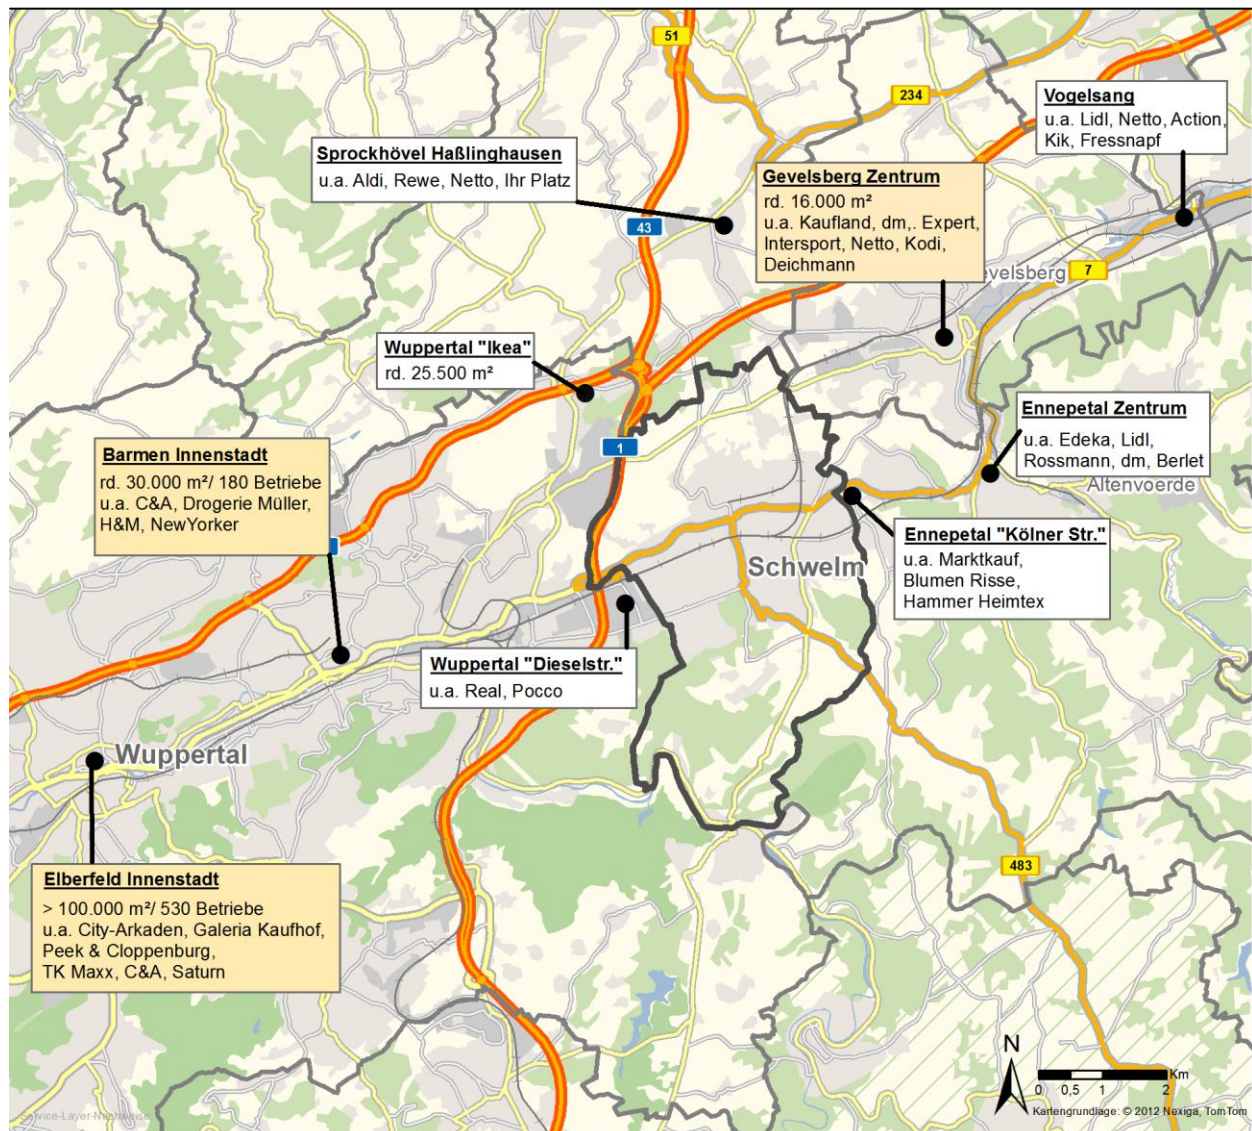 51
234
Vogelsang
u.a. Lidl, Netto, Action,
Kik, Fressnapf
Sprockhövel Haßlinghausen
u.a. Aldi, Rewe, Netto, Ihr Platz
Gevelsberg Zentrum
rd. 16.000 m²
u.a. Kaufland, dm,. Expert,
Intersport, Netto, Kodi,
Deichmann
43
evelsberg
7
Wuppertal "Ikea"
rd. 25.500 m²
Ennepetal Zentrum
u.a. Edeka, Lidl,
Rossmann, dm, Berlet
Altenvoerde
1
Barmen Innenstadt
rd. 30.000 m²/ 180 Betriebe
u.a. C&A, Drogerie Müller,
H&M, NewYorker
Ennepetal "Kölner Str."
u.a. Marktkauf,
Blumen Risse,
Hammer Heimtex
Schwelm
Wuppertal "Dieselstr."
u.a. Real, Pocco
Wuppertal
483
Elberfeld Innenstadt
> 100.000 m²/ 530 Betriebe
u.a. City-Arkaden, Galeria Kaufhof,
Peek & Cloppenburg,
TK Maxx, C&A, Saturn
N
Km
0 0,5 1 2
Kartengrundlage: © 2012 Nexiga, TomTom
Service-Layer-Nachweise